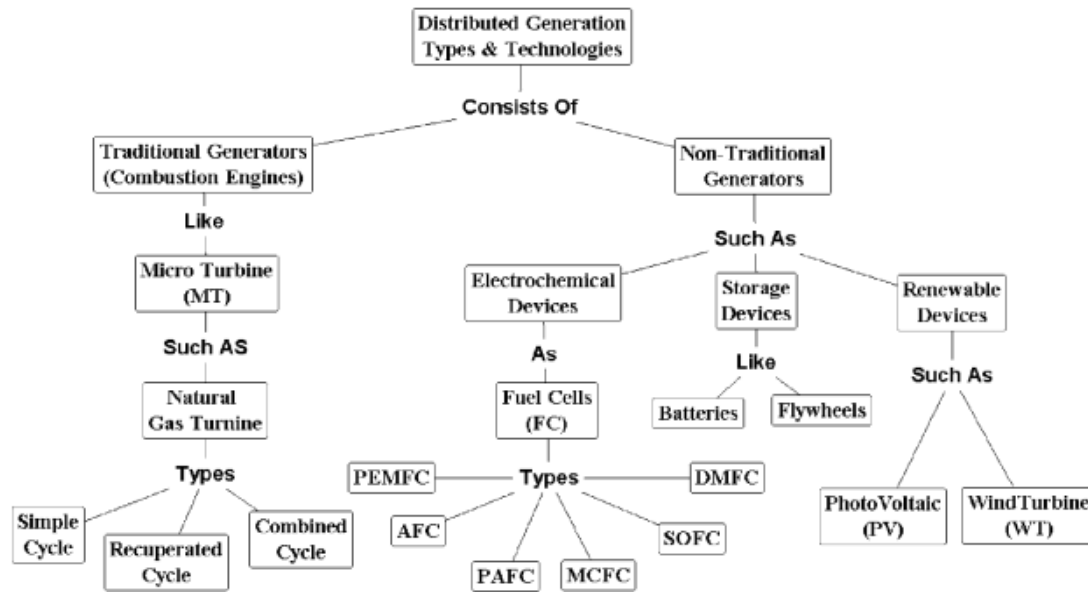 Distributed Generation
Types & Technologies
Consists Of
Traditional Generators
(Combustion Engines)
Non-Traditional
Generators
Like
Such As
Micro Turbine
(MT)
Electrochemical
Devices
Storage
Devices
Renewable
Devices
Such AS
As
Like
Such As
Natural
Gas Turnine
Fuel Cells
(FC)
Batteries
Flywheels
Types
Types
PEMFC
DMFC
Simple
Cycle
Recuperated
Cycle
Combined
Cycle
AFC
PAFC
MCFC
SOFC
PhotoVoltaic
(PV)
WindTurbine
(WT)